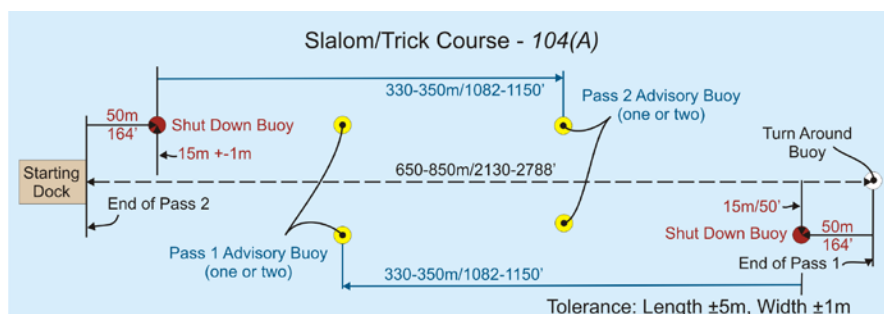 Slalom/Trick Course - 104(A)
330-350m/1082-1150'
50m
164'
Shut Down Buoy
15m +-1m
Pass 2 Advisory Buoy
(one or two)
Turn Around
Buoy
Starting
Dock
650-850m/2130-2788'
End of Pass 2
15m/50'
Pass 1 Advisory Buoy
(one or two)
Shut Down Buoy
50m
164'
End of Pass 1
330-350m/1082-1150'
Tolerance: Length ±5m, Width ±1m